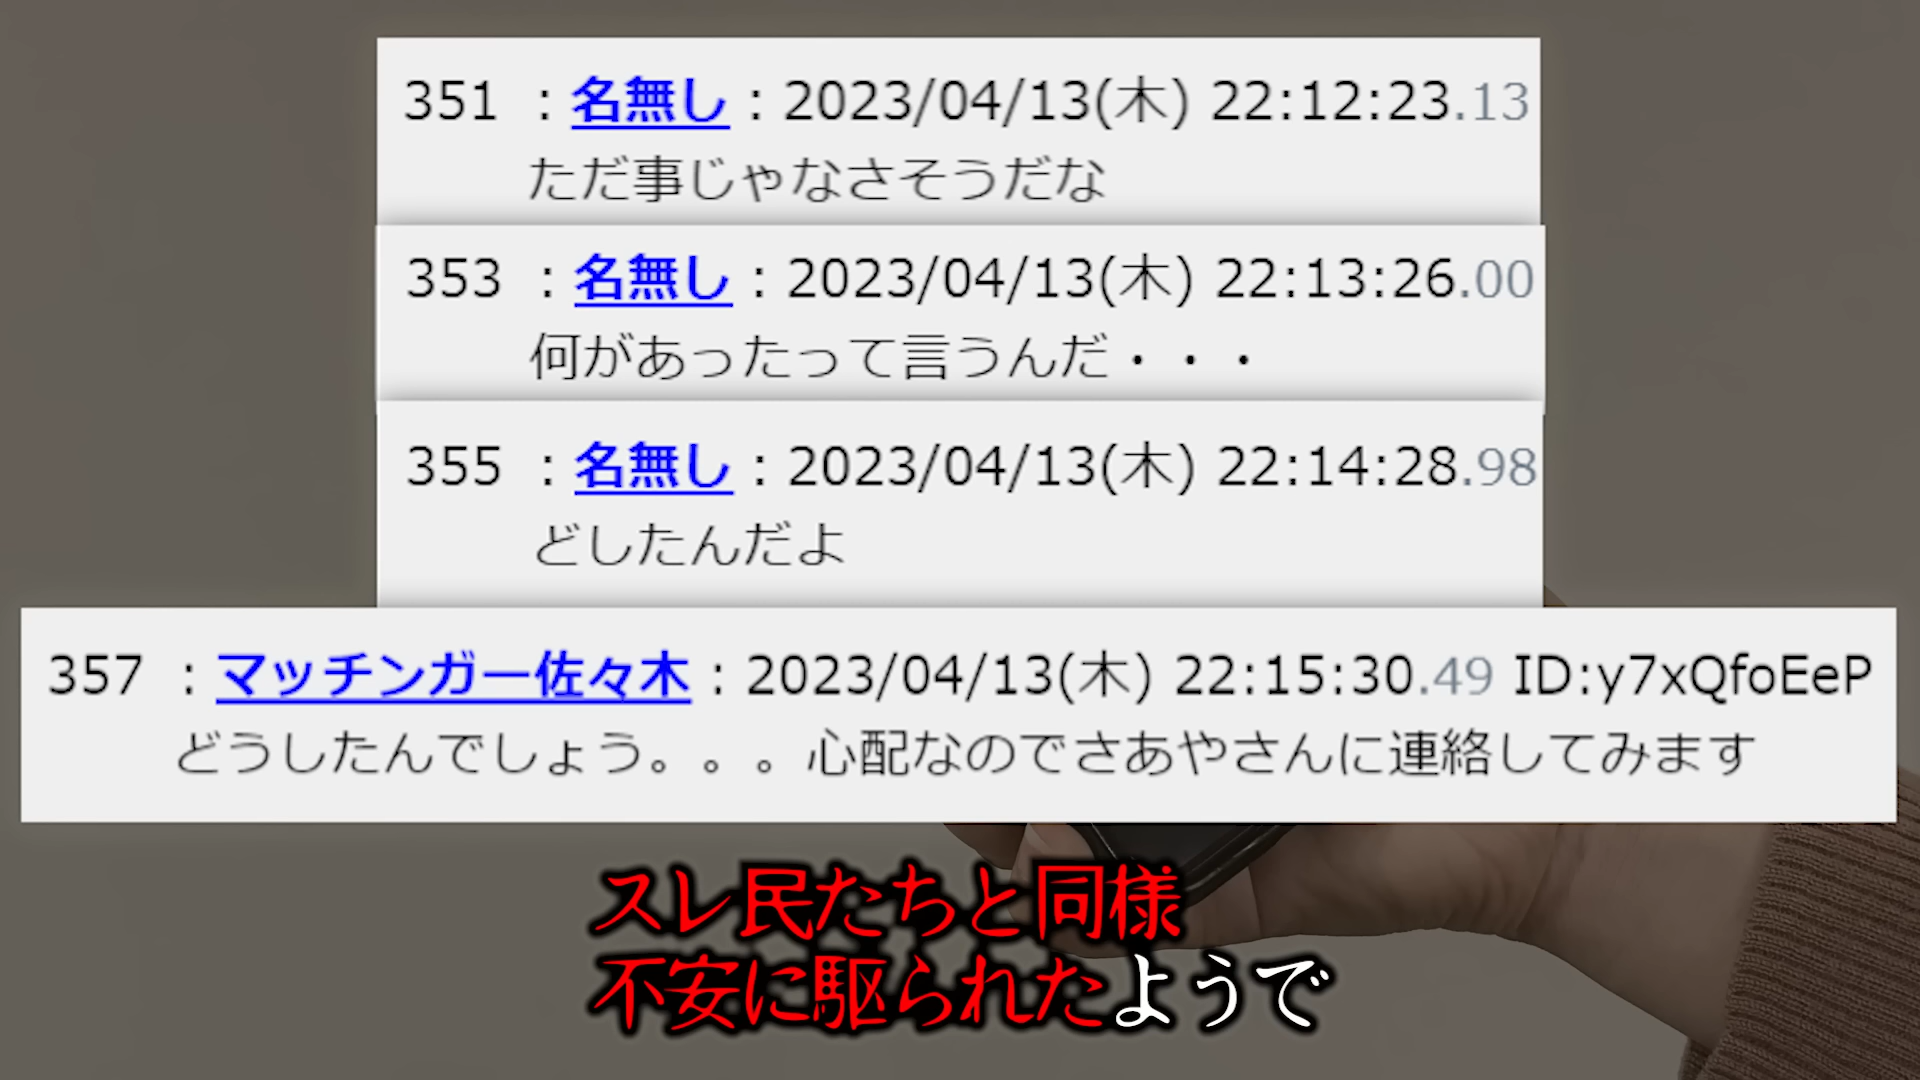 351 ：名無し：2023/04/13(木) 22:12:23.13
ただ事じゃなさそうだな
353 ：名無し：2023/04/13(木) 22:13:26.00
何があったって言うんだ・・・
355 ：名無し：2023/04/13(木) 22:14:28.98
どしたんだよ
357 ：マッチンガー佐々木：2023/04/13(木) 22:15:30.49 ID:y7xQfoEeP
どうしたんでしょう。。。心配なのでさあやさんに連絡してみます
スレ民たちと同様
不安に駆られたようで